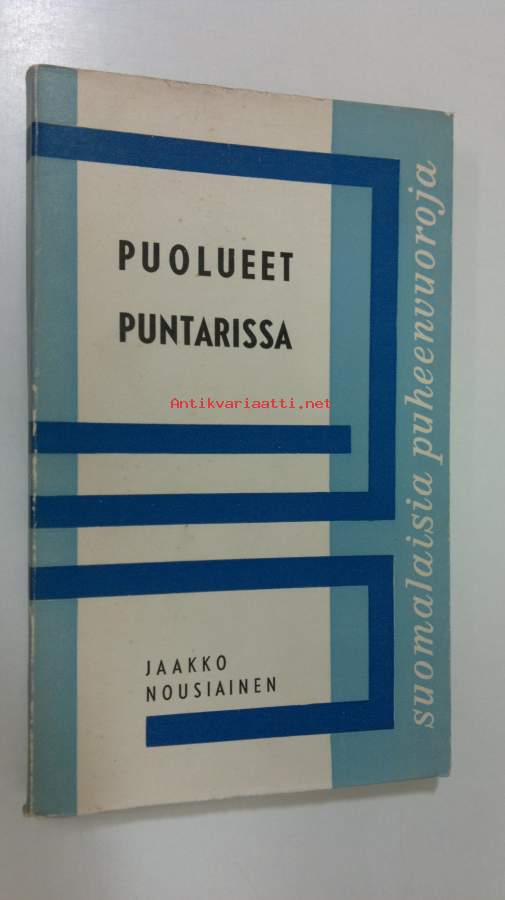 PUOLUEET
PUNTARISSA
Antikvariaatti.net
JAAKKO
NOUSIAINEN
suomalaisia puheenvuoroja